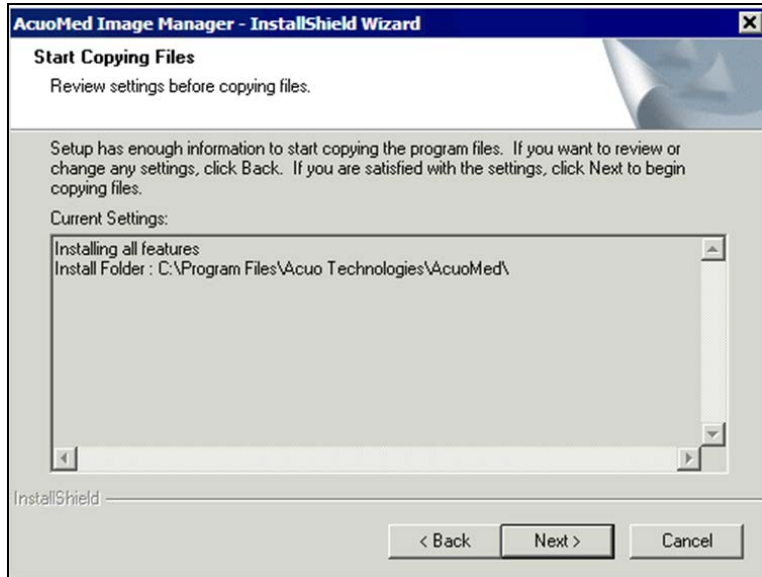 AcuoMed Image Manager - InstallShield Wizard
Start Copying Files
Review settings before copying files.
Setup has enough information to start copying the program files. If you want to review or
change any settings, click Back. If you are satisfied with the settings, click Next to begin
copying files.
Current Settings:
Installing all features
Install Folder : C:\Program Files\Acuo Technologies\AcuoMed\
InstallShield
< Back
Next >
Cancel